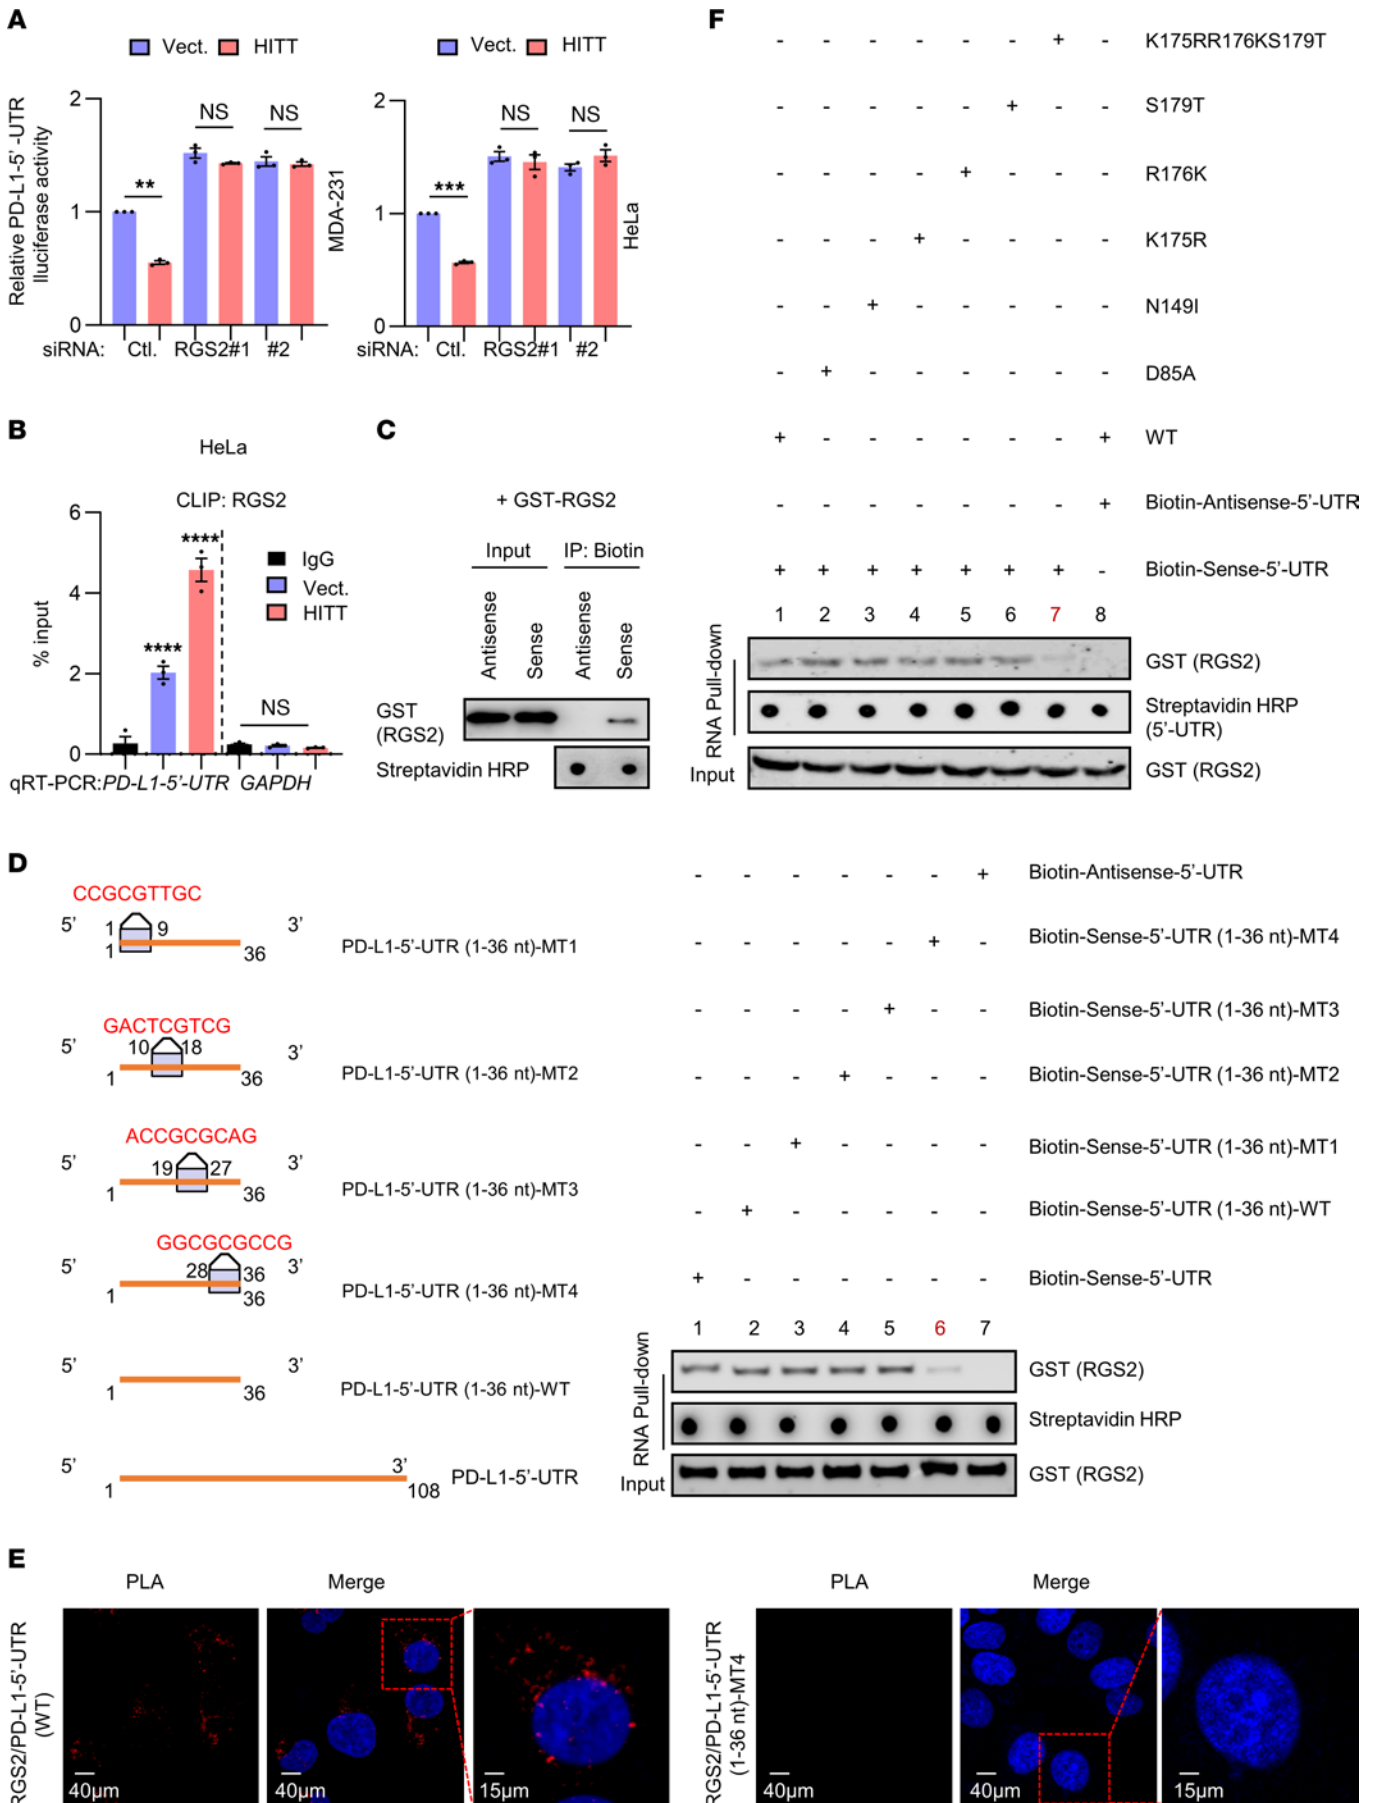 A
Vect. HITT
Relative PD-L1-5' -UTR
lluciferase activity
2
1
0
** NS NS
MDA-231
siRNA: Ctl. RGS2#1 #2
Vect. HITT
2
1
0
*** NS NS
HeLa
siRNA: Ctl. RGS2#1 #2
B
HeLa
CLIP: RGS2
% input
6
4
2
0
****
****
NS
IgG
Vect.
HITT
qRT-PCR:PD-L1-5'-UTR GAPDH
C
+ GST-RGS2
Input IP: Biotin
Antisense Sense Antisense Sense
GST
(RGS2)
Streptavidin HRP
F
- - - - - - + - K175RR176KS179T
- - - - - + - - S179T
- - - - + - - - R176K
- - - + - - - - K175R
- - + - - - - - N149I
- + - - - - - - D85A
+ - - - - - - + WT
- - - - - - - + Biotin-Antisense-5'-UTR
+ + + + + + + - Biotin-Sense-5'-UTR
1 2 3 4 5 6 7 8
RNA Pull-down
GST (RGS2)
Streptavidin HRP
(5'-UTR)
Input
GST (RGS2)
D
CCGCGTTGC
5' 1 9 3'
1 36
PD-L1-5'-UTR (1-36 nt)-MT1
GACTCGTCG
5' 10 18 3'
1 36
PD-L1-5'-UTR (1-36 nt)-MT2
ACCGCGCAG
5' 19 27 3'
1 36
PD-L1-5'-UTR (1-36 nt)-MT3
GGCGCGCCG
5' 28 36 3'
1 36
PD-L1-5'-UTR (1-36 nt)-MT4
5' 3'
1 36
PD-L1-5'-UTR (1-36 nt)-WT
5' 3'
1 108
PD-L1-5'-UTR
- - - - - - + Biotin-Antisense-5'-UTR
- - - - - + - Biotin-Sense-5'-UTR (1-36 nt)-MT4
- - - - + - - Biotin-Sense-5'-UTR (1-36 nt)-MT3
- - - + - - - Biotin-Sense-5'-UTR (1-36 nt)-MT2
- - + - - - - Biotin-Sense-5'-UTR (1-36 nt)-MT1
- + - - - - - Biotin-Sense-5'-UTR (1-36 nt)-WT
+ - - - - - - Biotin-Sense-5'-UTR
1 2 3 4 5 6 7
RNA Pull-down
GST (RGS2)
Streptavidin HRP
Input
GST (RGS2)
E
PLA Merge
RGS2/PD-L1-5'-UTR
(WT)
40μm 40μm 15μm
PLA Merge
RGS2/PD-L1-5'-UTR
(1-36 nt)-MT4
40μm 40μm 15μm